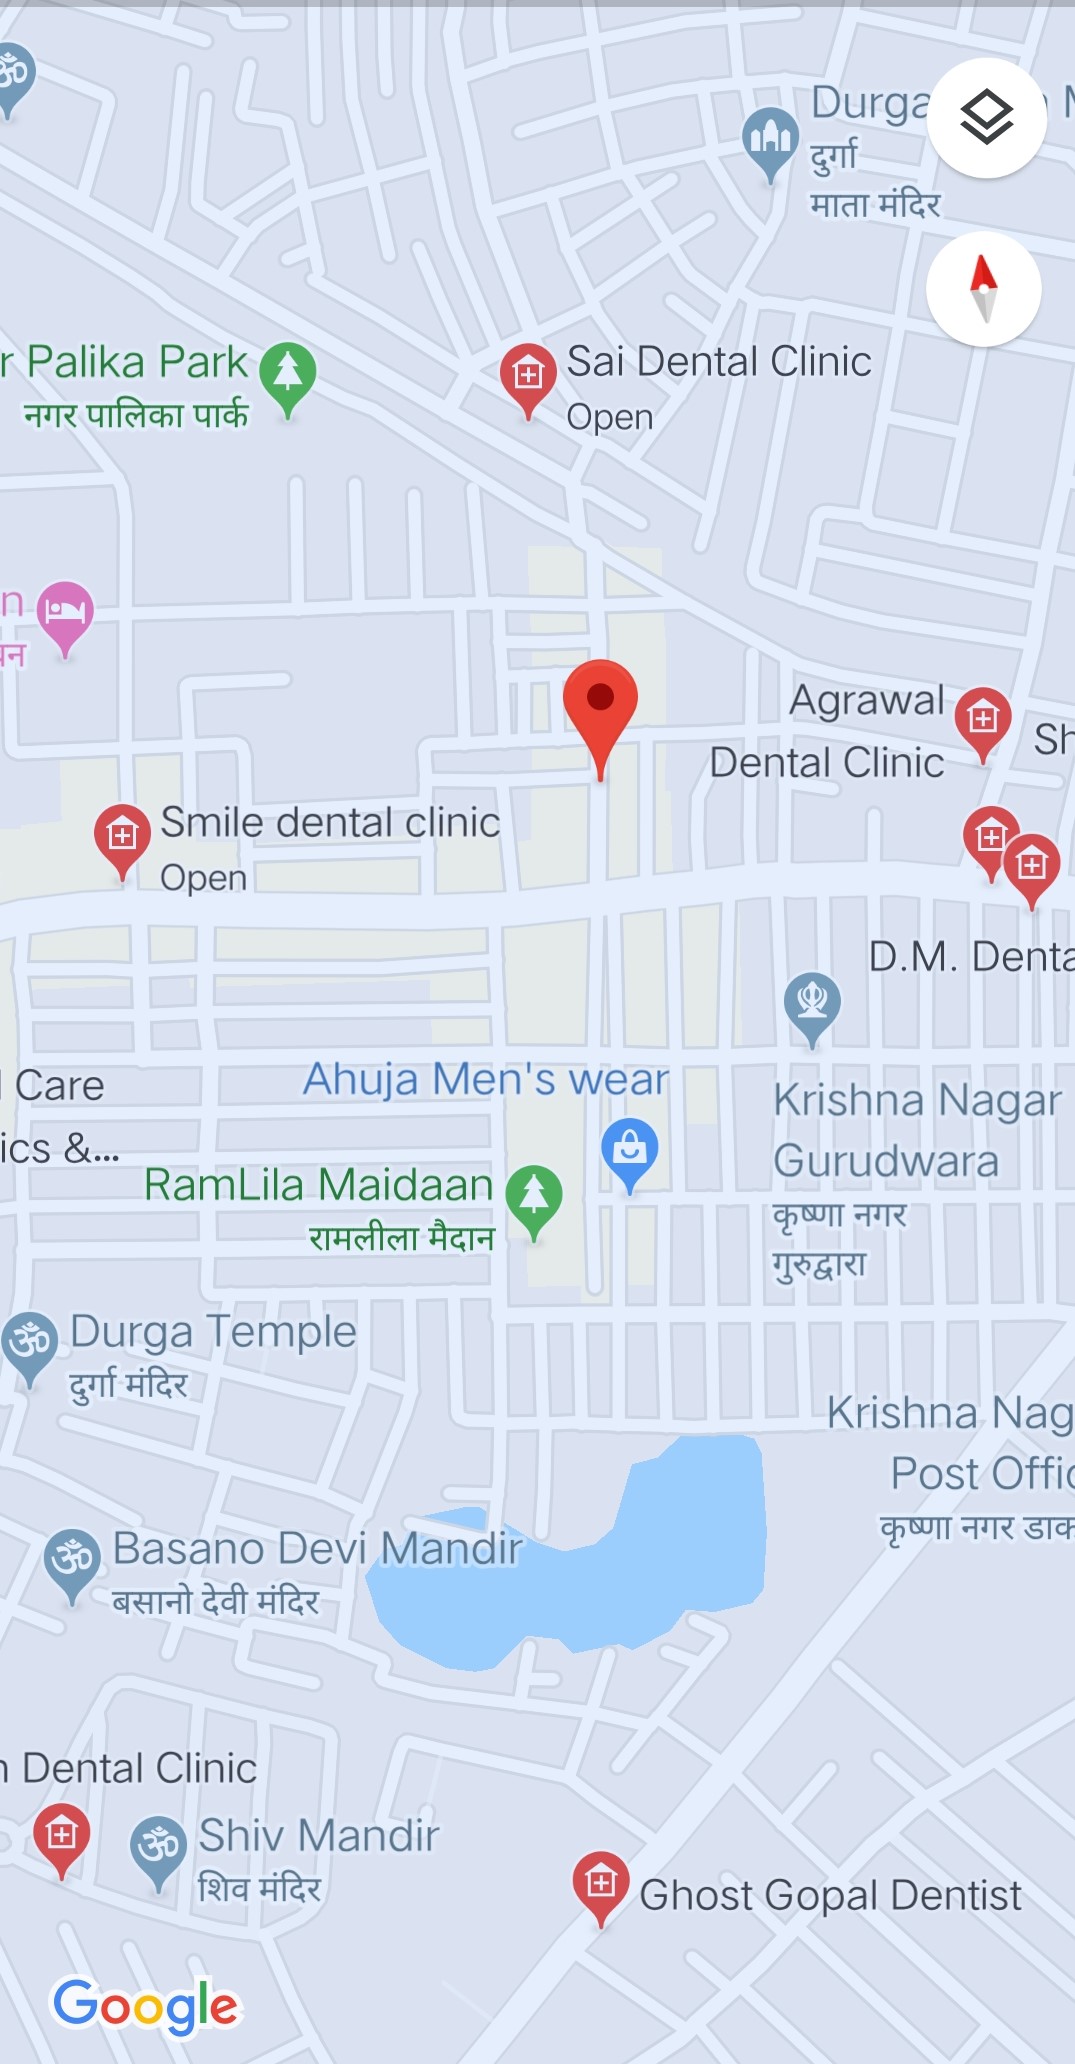 ॐ
Durga
M
दुर्गा
माता मंदिर
r Palika Park
नगर पालिका पार्क
Sai Dental Clinic
Open
n
Agrawal
Dental Clinic
Sh
Smile dental clinic
Open
D.M. Denta
l Care
ics &...
Ahuja Men's wear
RamLila Maidaan
रामलीला मैदान
Krishna Nagar
Gurudwara
कृष्णा नगर
गुरुद्वारा
ॐ
Durga Temple
दुर्गा मंदिर
Krishna Nag
Post Offic
कृष्णा नगर डाक
ॐ
Basano Devi Mandir
बसानो देवी मंदिर
n Dental Clinic
ॐ
Shiv Mandir
शिव मंदिर
Ghost Gopal Dentist
Google